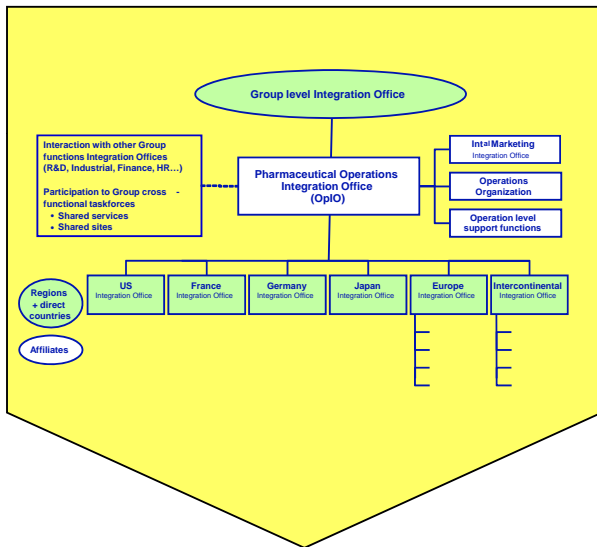 Group level Integration Office
Interaction with other Group
functions Integration Offices
(R&D, Industrial, Finance, HR…)
Participation to Group cross -
functional taskforces
• Shared services
• Shared sites
Pharmaceutical Operations
Integration Office
(OpIO)
Intal Marketing
Integration Office
Operations
Organization
Operation level
support functions
Regions
+ direct
countries
US
Integration Office
France
Integration Office
Germany
Integration Office
Japan
Integration Office
Europe
Integration Office
Intercontinental
Integration Office
Affiliates